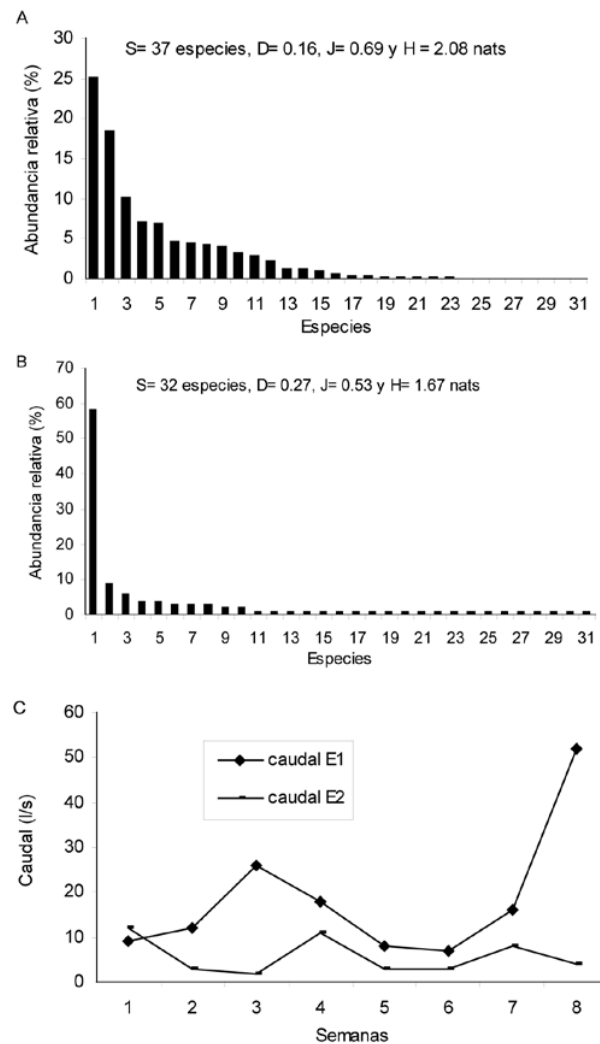 A
S= 37 especies, D= 0.16, J= 0.69 y H = 2.08 nats
Abundancia relativa (%)
30
25
20
15
10
5
0
1 3 5 7 9 11 13 15 17 19 21 23 25 27 29 31
Especies
B
S= 32 especies, D= 0.27, J= 0.53 y H= 1.67 nats
Abundancia relativa (%)
70
60
50
40
30
20
10
0
1 3 5 7 9 11 13 15 17 19 21 23 25 27 29 31
Especies
C
caudal E1
caudal E2
Caudal (l/s)
60
50
40
30
20
10
0
1 2 3 4 5 6 7 8
Semanas